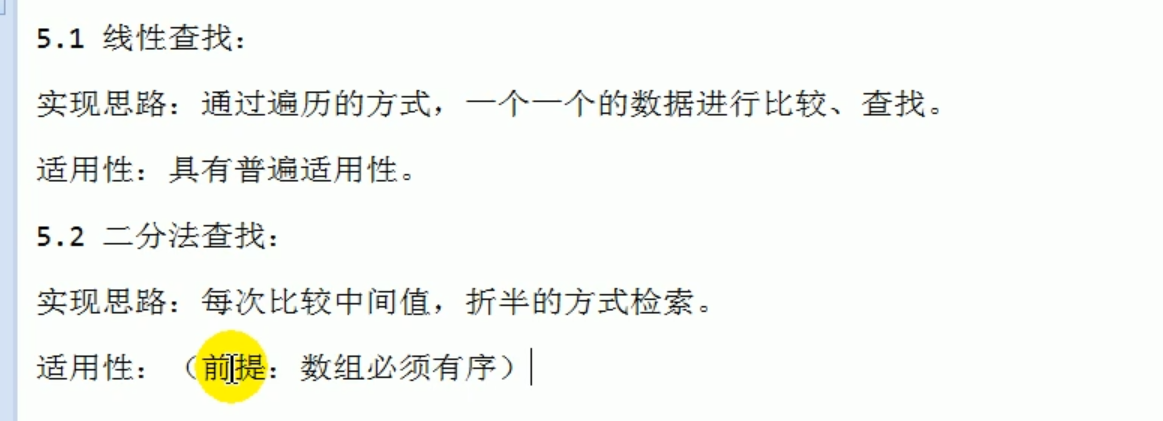 5.1 线性查找：
实现思路：通过遍历的方式，一个一个的数据进行比较、查找。
适用性：具有普遍适用性。
5.2 二分法查找：
实现思路：每次比较中间值，折半的方式检索。
适用性：（前提：数组必须有序）